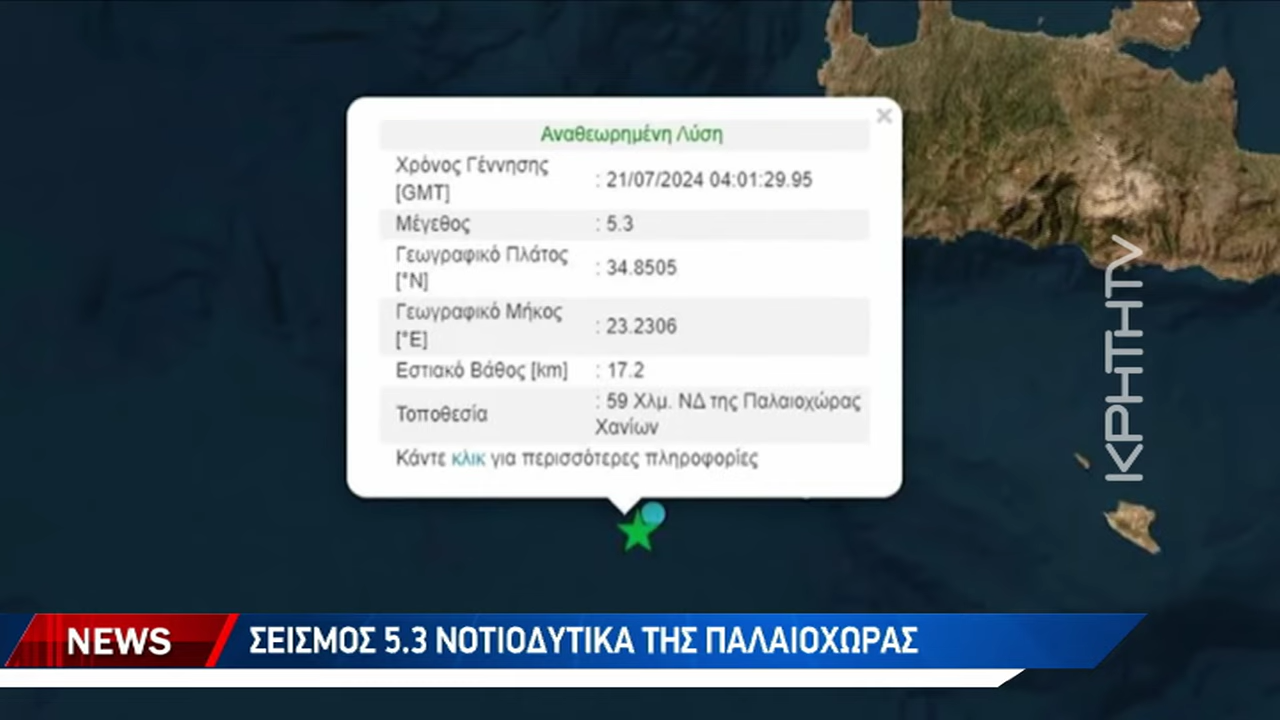 Αναθεωρημένη Λύση
Χρόνος Γέννησης
[GMT]
: 21/07/2024 04:01:29.95
Μέγεθος : 5.3
Γεωγραφικό Πλάτος
[°N]
: 34.8505
Γεωγραφικό Μήκος
[°E]
: 23.2306
Εστιακό Βάθος [km] : 17.2
Τοποθεσία
: 59 Χλμ. ΝΔ της Παλαιοχώρας
Χανίων
Κάντε κλικ για περισσότερες πληροφορίες
ΚΡΗΤΗTV
NEWS
ΣΕΙΣΜΟΣ 5.3 ΝΟΤΙΟΔΥΤΙΚΑ ΤΗΣ ΠΑΛΑΙΟΧΩΡΑΣ